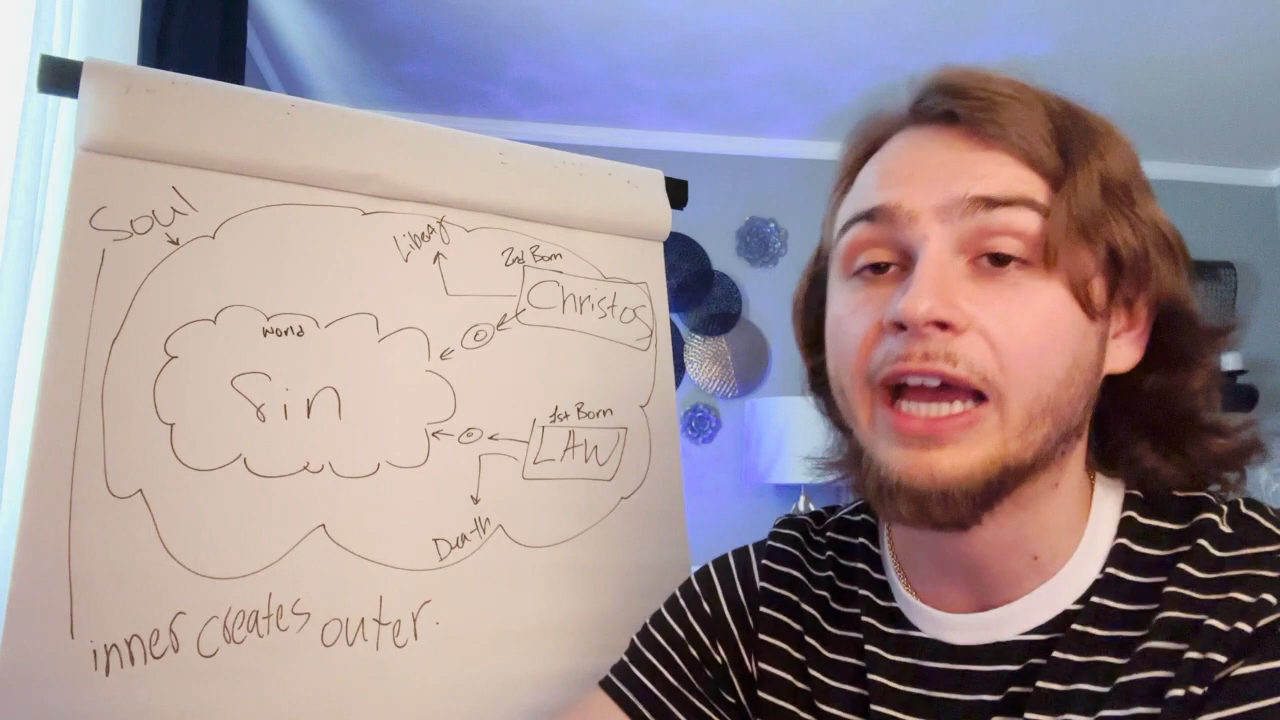 Soul
Liberty
2nd Born
Christos
World
Sin
1st Born
LAW
Death
inner creates outer.